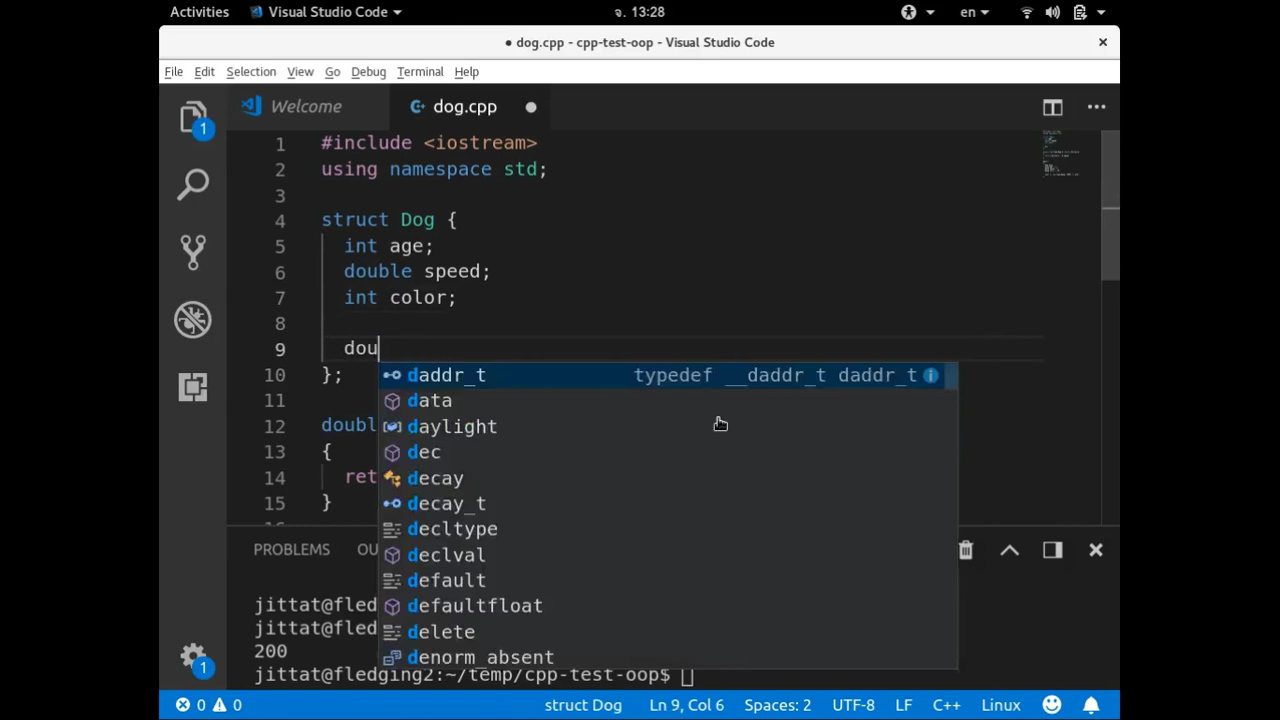 Activities Visual Studio Code จ. 13:28 en
● dog.cpp - cpp-test-oop - Visual Studio Code
File Edit Selection View Go Debug Terminal Help
1 Welcome dog.cpp
1 #include <iostream>
2 using namespace std;
3
4 struct Dog {
5 int age;
6 double speed;
7 int color;
8
9 dou
10 };
11
12 doubl
13 {
14 ret
15 }
daddr_t typedef __daddr_t daddr_t
data
daylight
dec
decay
decay_t
decltype
declval
default
defaultfloat
delete
denorm_absent
PROBLEMS OU
jittat@fled
jittat@fled
200
jittat@fledging2:~/temp/cpp-test-oop$
1
0 0 struct Dog Ln 9, Col 6 Spaces: 2 UTF-8 LF C++ Linux